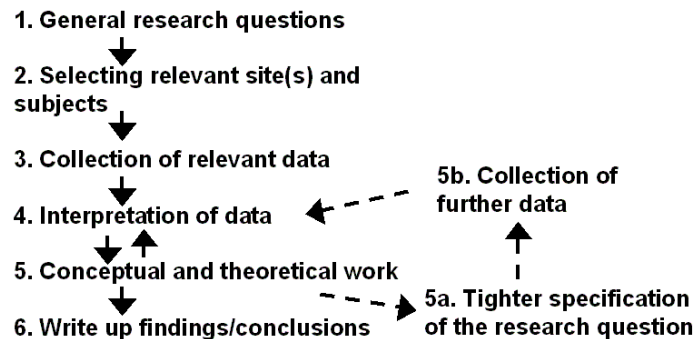 1. General research questions
2. Selecting relevant site(s) and
subjects
3. Collection of relevant data
4. Interpretation of data
5. Conceptual and theoretical work
6. Write up findings/conclusions
5b. Collection of
further data
5a. Tighter specification
of the research question